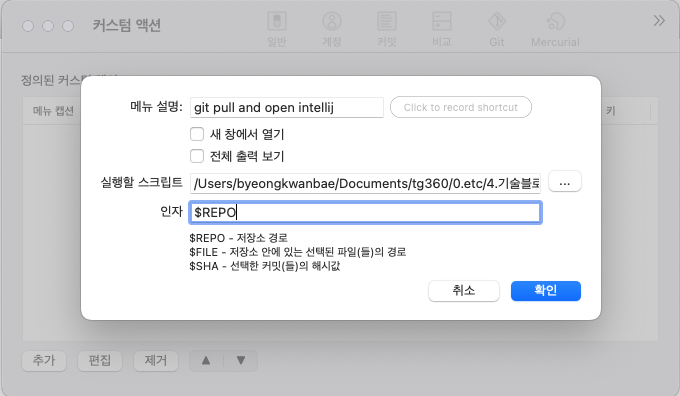 커스텀 액션
일반
계정
커밋
비교
Git
Mercurial
정의된 커스텀
메뉴 캡션
키
메뉴 설명:
git pull and open intellij
Click to record shortcut
새 창에서 열기
전체 출력 보기
실행할 스크립트
/Users/byeongkwanbae/Documents/tg360/0.etc/4.기술블로
...
인자
$REPO
$REPO - 저장소 경로
$FILE - 저장소 안에 있는 선택된 파일(들)의 경로
$SHA - 선택한 커밋(들)의 해시값
취소
확인
추가
편집
제거